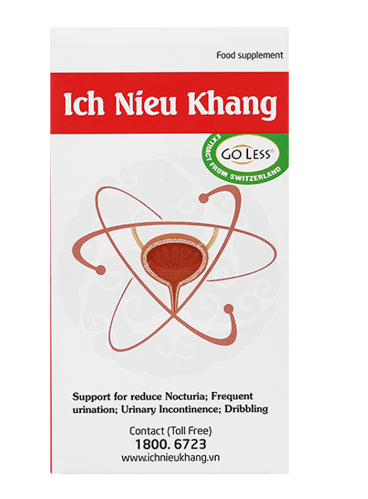 Food supplement
Ich Nieu Khang
GO LESS®
EXTRACT FROM SWITZERLAND
Support for reduce Nocturia; Frequent
urination; Urinary Incontinence; Dribbling
Contact (Toll Free)
1800. 6723
www.ichnieukhang.vn